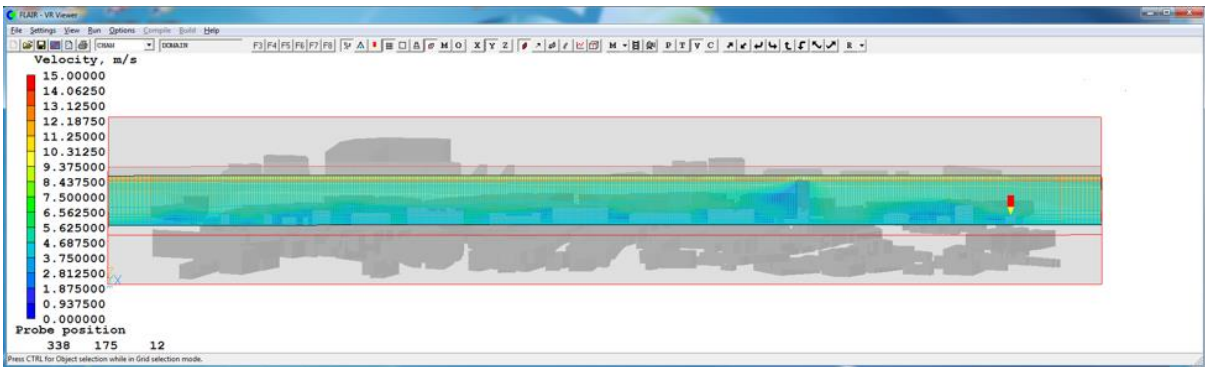 FLAIR - VR Viewer
File Settings View Run Options Compile Build Help
CHAM DOMAIN F3 F4 F5 F6 F7 F8 M O X Y Z M P T V C R
Velocity, m/s
15.00000
14.06250
13.12500
12.18750
11.25000
10.31250
9.375000
8.437500
7.500000
6.562500
5.625000
4.687500
3.750000
2.812500
1.875000
0.937500
0.000000
X
Probe position
338 175 12
Press CTRL for Object selection while in Grid selection mode.